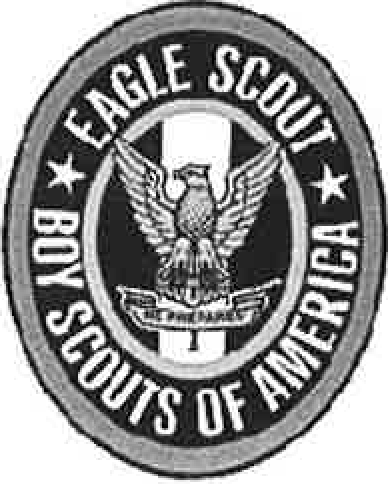 EAGLE SCOUT
BE PREPARED
BOY SCOUTS OF AMERICA